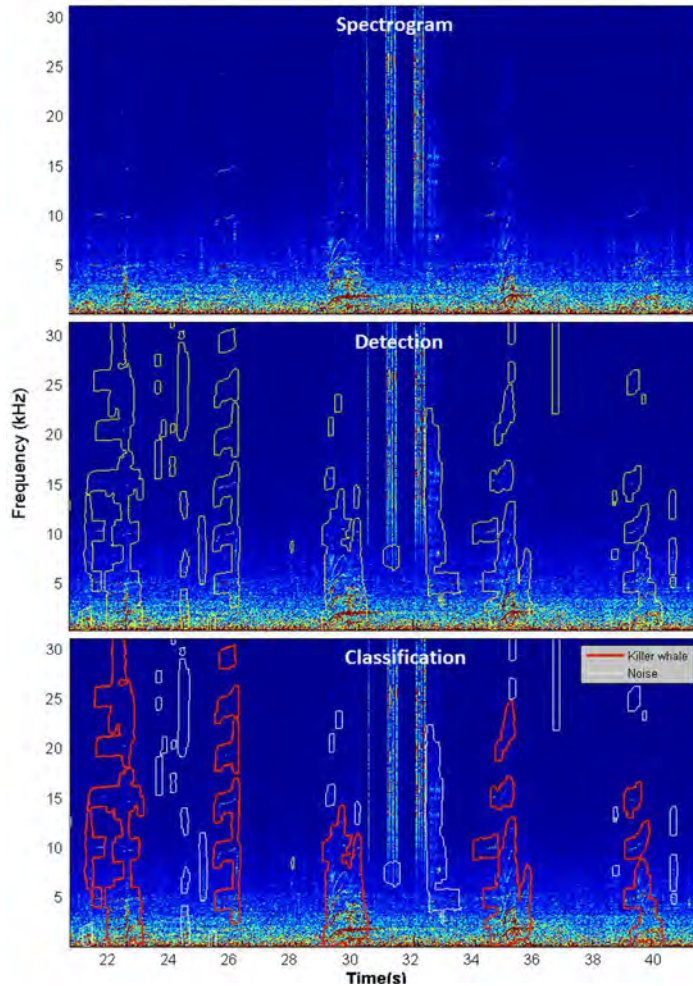 Spectrogram
30
25
20
15
10
5
Detection
30
25
20
15
10
5
Frequency (kHz)
Classification
Killer whale
Noise
30
25
20
15
10
5
22 24 26 28 30 32 34 36 38 40
Time(s)